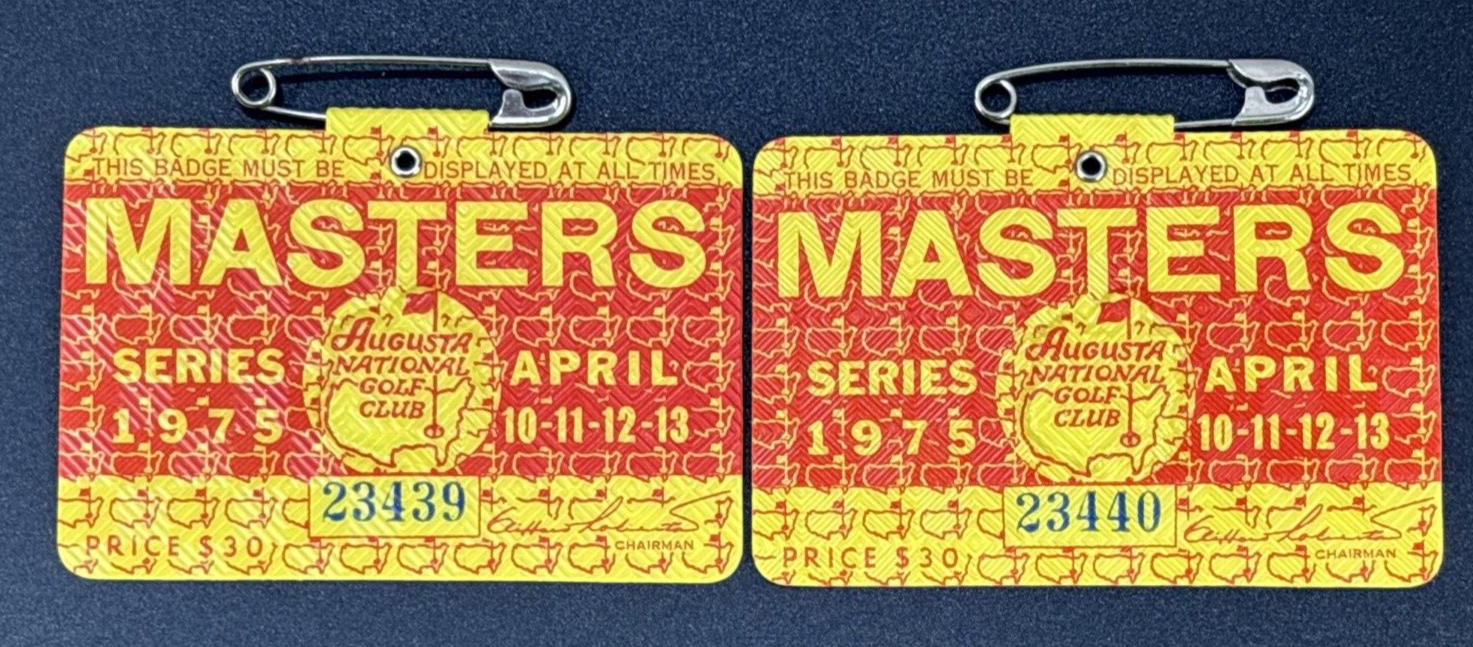 THIS BADGE MUST BE DISPLAYED AT ALL TIMES
MASTERS
SERIES
1975
AUGUSTA
NATIONAL
GOLF
CLUB
APRIL
10-11-12-13
23439
PRICE $30
CHAIRMAN
THIS BADGE MUST BE DISPLAYED AT ALL TIMES
MASTERS
SERIES
1975
AUGUSTA
NATIONAL
GOLF
CLUB
APRIL
10-11-12-13
23440
PRICE $30
CHAIRMAN